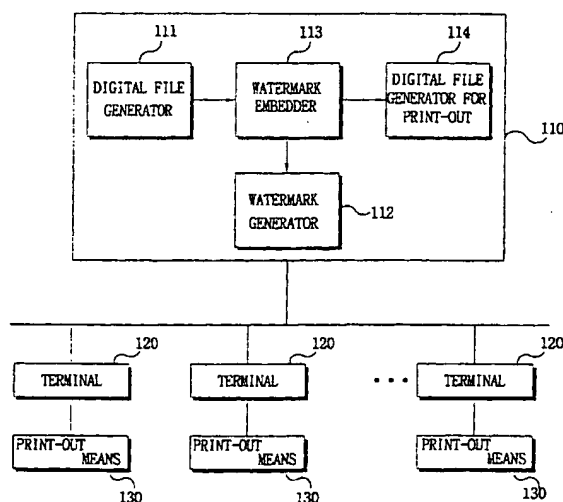 111
113
114
DIGITAL FILE
GENERATOR
WATERMARK
EMBEDDER
DIGITAL FILE
GENERATOR FOR
PRINT-OUT
110
WATERMARK
GENERATOR
112
120
120
120
TERMINAL
TERMINAL
• • •
TERMINAL
PRINT-OUT
MEANS
PRINT-OUT
MEANS
PRINT-OUT
MEANS
130
130
130